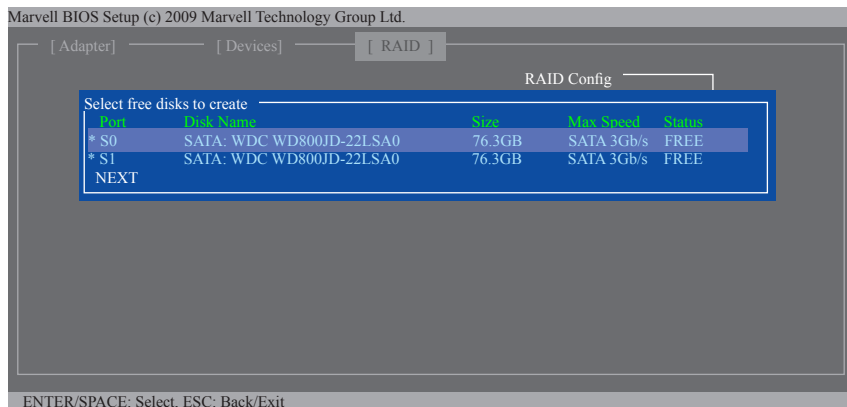 Marvell BIOS Setup (c) 2009 Marvell Technology Group Ltd.
[ Adapter] [ Devices] [ RAID ]
RAID Config
Select free disks to create
Port Disk Name Size Max Speed Status
* S0 SATA: WDC WD800JD-22LSA0 76.3GB SATA 3Gb/s FREE
* S1 SATA: WDC WD800JD-22LSA0 76.3GB SATA 3Gb/s FREE
NEXT
ENTER/SPACE: Select, ESC: Back/Exit